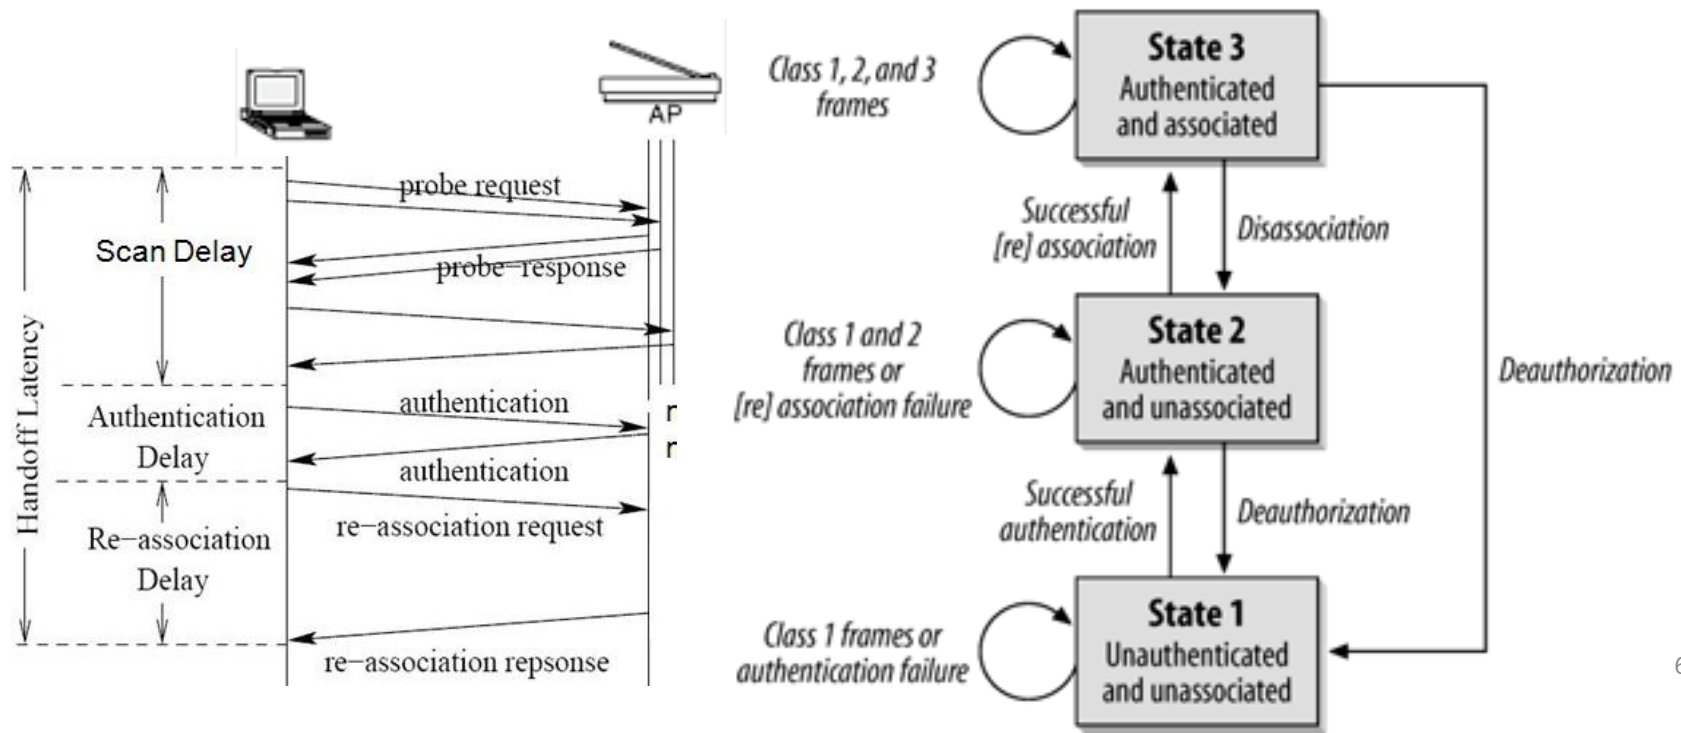 AP
probe request
Scan Delay
probe-response
Handoff Latency
authentication
Authentication
Delay
authentication
re-association request
Re-association
Delay
re-association repsonse
Class 1, 2, and 3
frames
State 3
Authenticated
and associated
Successful
[re] association
Disassociation
Class 1 and 2
frames or
[re] association failure
State 2
Authenticated
and unassociated
Deauthorization
Successful
authentication
Deauthorization
Class 1 frames or
authentication failure
State 1
Unauthenticated
and unassociated